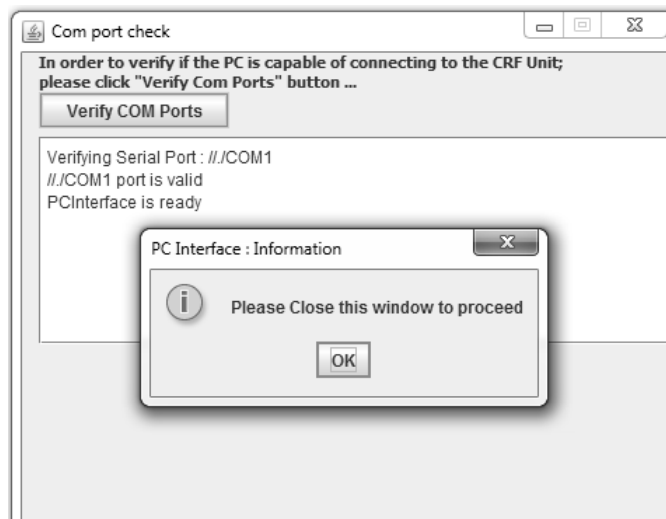 Com port check
In order to verify if the PC is capable of connecting to the CRF Unit;
please click "Verify Com Ports" button ...
Verify COM Ports
Verifying Serial Port : //./COM1
//./COM1 port is valid
PCInterface is ready
PC Interface : Information
Please Close this window to proceed
OK